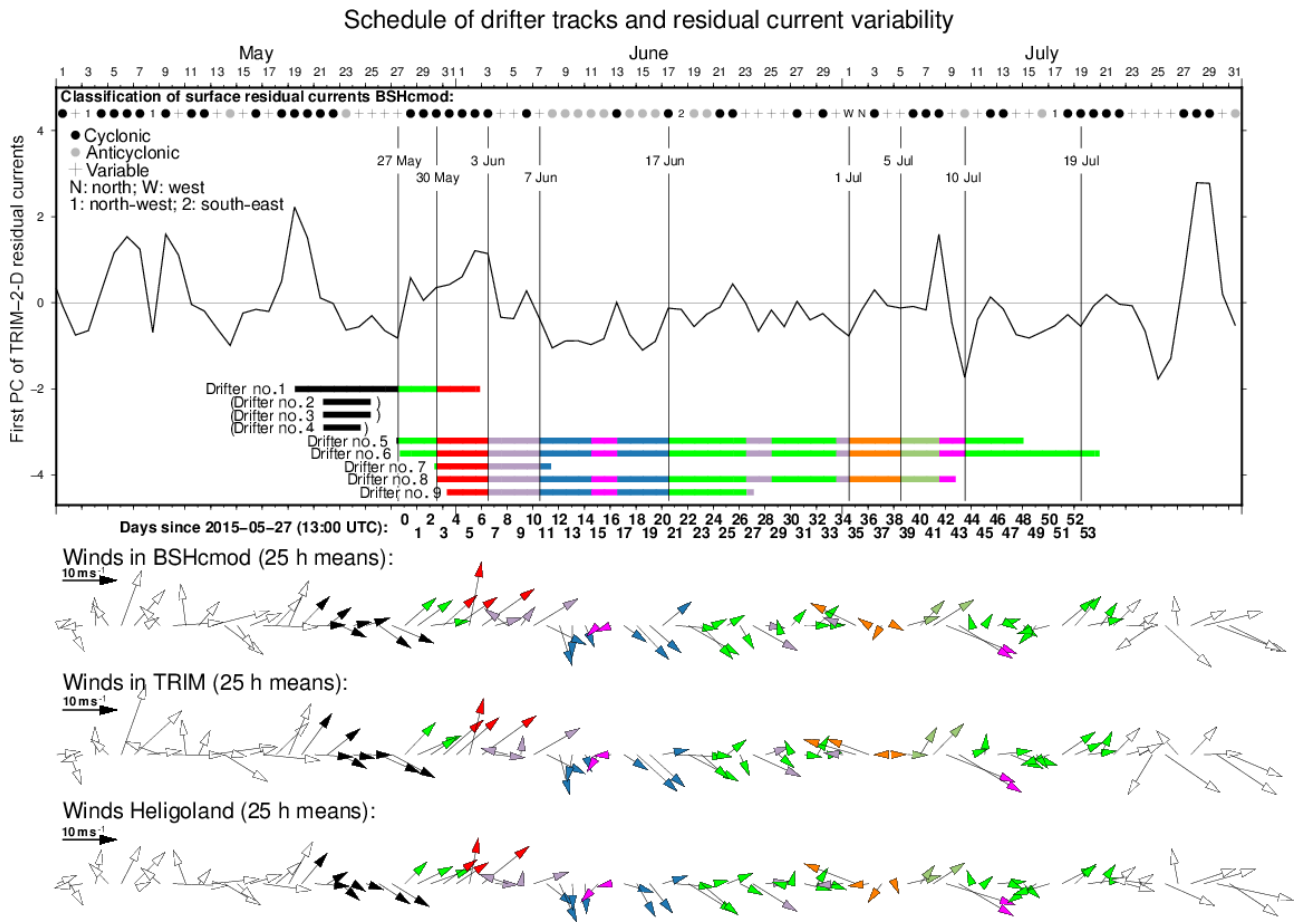 Schedule of drifter tracks and residual current variability
May June July
1 3 5 7 9 11 13 15 17 19 21 23 25 27 29 31 1 3 5 7 9 11 13 15 17 19 21 23 25 27 29 1 3 5 7 9 11 13 15 17 19 21 23 25 27 29 31
Classification of surface residual currents BSHcmod:
1 1 2 W N 1
Cyclonic
Anticyclonic
Variable
N: north; W: west
1: north-west; 2: south-east
27 May 3 Jun 17 Jun 5 Jul 19 Jul
30 May 7 Jun 1 Jul 10 Jul
First PC of TRIM-2-D residual currents
4
2
0
-2
-4
Drifter no.1
(Drifter no.2 )
(Drifter no.3 )
(Drifter no.4 )
Drifter no.5
Drifter no.6
Drifter no.7
Drifter no.8
Drifter no.9
0 2 4 6 8 10 12 14 16 18 20 22 24 26 28 30 32 34 36 38 40 42 44 46 48 50 52
Days since 2015-05-27 (13:00 UTC): 1 3 5 7 9 11 13 15 17 19 21 23 25 27 29 31 33 35 37 39 41 43 45 47 49 51 53
Winds in BSHcmod (25 h means):
10 m s-1
Winds in TRIM (25 h means):
10 m s-1
Winds Heligoland (25 h means):
10 m s-1